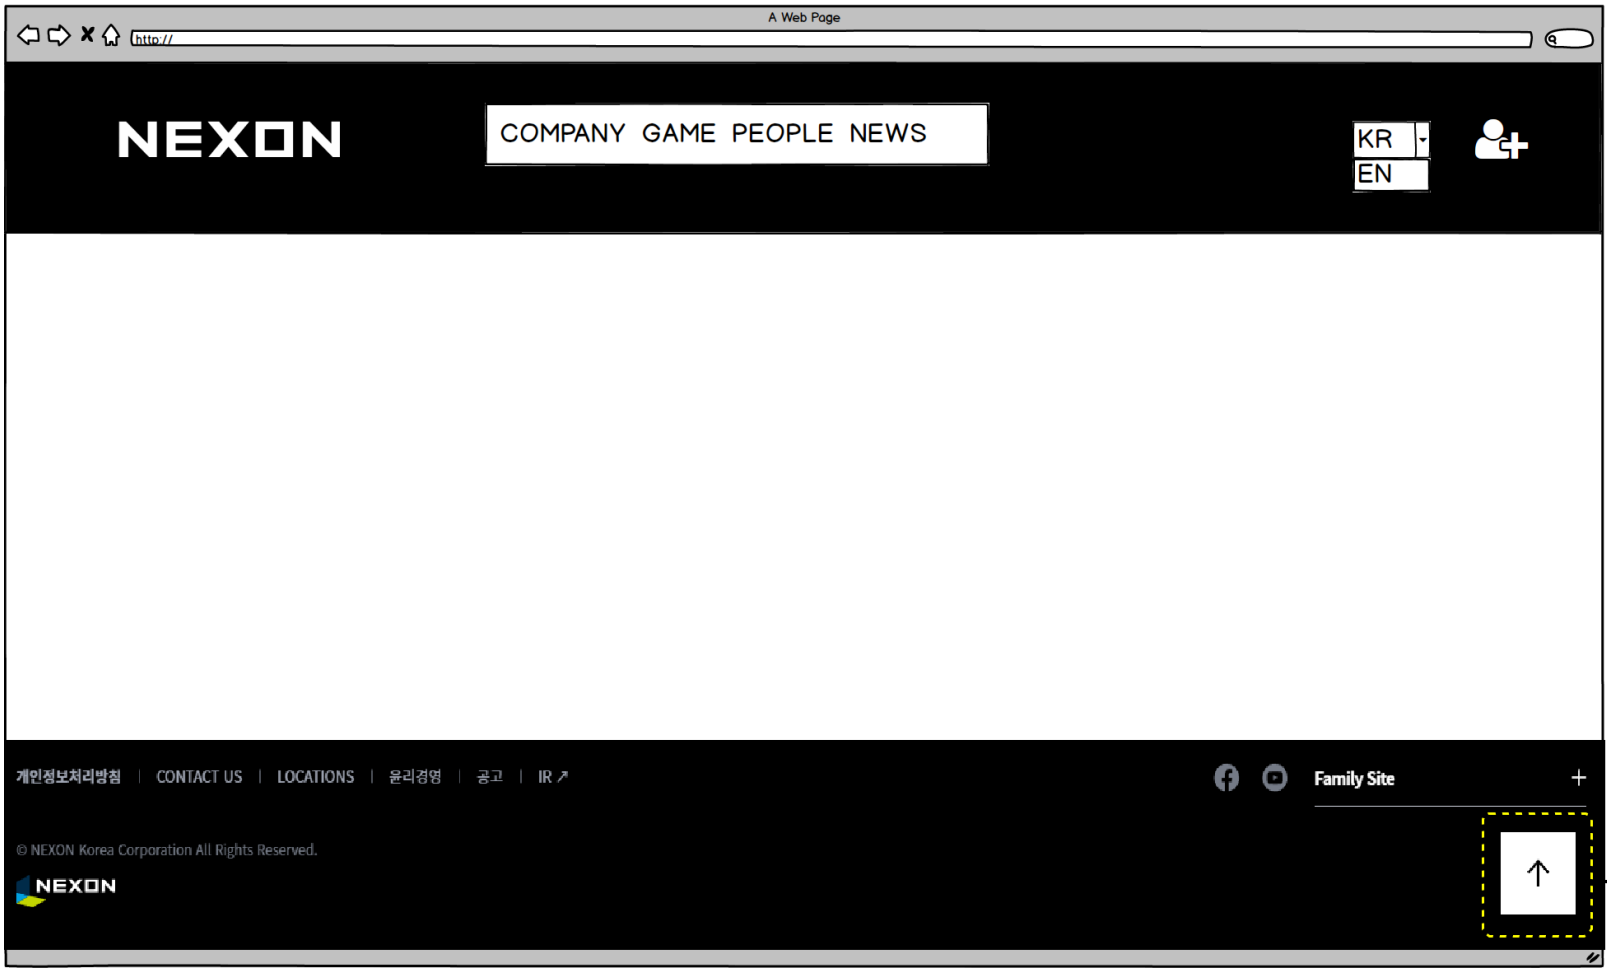 A Web Page
http://
NEXON
COMPANY GAME PEOPLE NEWS
KR
EN
개인정보처리방침 | CONTACT US | LOCATIONS | 윤리경영 | 공고 | IR ↗
Family Site +
© NEXON Korea Corporation All Rights Reserved.
NEXON